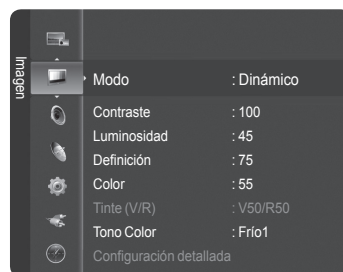 Imagen
Modo : Dinámico
Contraste : 100
Luminosidad : 45
Definición : 75
Color : 55
Tinte (V/R) : V50/R50
Tono Color : Frío1
Configuración detallada